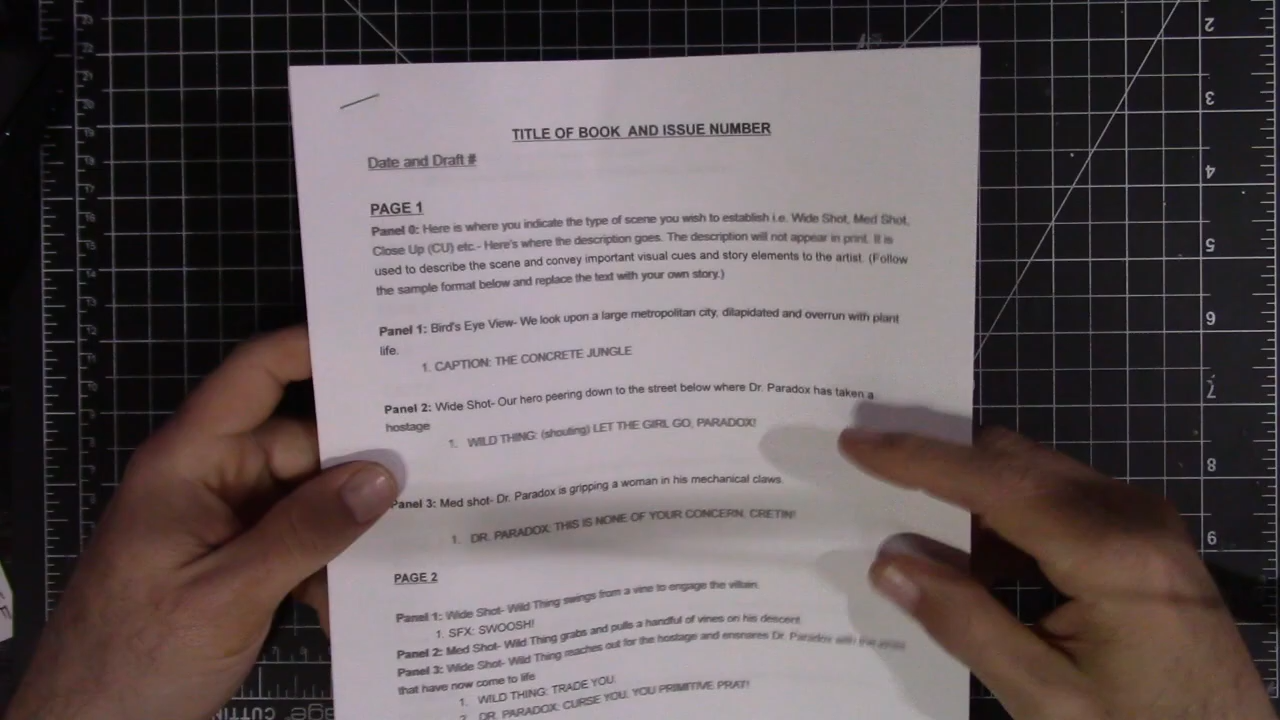 TITLE OF BOOK AND ISSUE NUMBER
Date and Draft #
PAGE 1
Panel 0: Here is where you indicate the type of scene you wish to establish i.e. Wide Shot, Med Shot,
Close Up (CU) etc.- Here's where the description goes. The description will not appear in print. It is
used to describe the scene and convey important visual cues and story elements to the artist. (Follow
the sample format below and replace the text with your own story.)
Panel 1: Bird's Eye View- We look upon a large metropolitan city, dilapidated and overrun with plant
life.
1. CAPTION: THE CONCRETE JUNGLE
Panel 2: Wide Shot- Our hero peering down to the street below where Dr. Paradox has taken a
hostage
1. WILD THING: (shouting) LET THE GIRL GO, PARADOX!
Panel 3: Med shot- Dr. Paradox is gripping a woman in his mechanical claws.
1. DR. PARADOX: THIS IS NONE OF YOUR CONCERN, CRETIN!
PAGE 2
Panel 1: Wide Shot- Wild Thing swings from a vine to engage the villain.
1. SFX: SWOOSH!
Panel 2: Med Shot- Wild Thing grabs and pulls a handful of vines on his descent
Panel 3: Wide Shot- Wild Thing reaches out for the hostage and ensnares Dr. Paradox with the
that have now come to life
1. WILD THING: TRADE YOU.
2. DR. PARADOX: CURSE YOU, YOU PRIMITIVE PRAT!
2
3
4
5
6
7
8
9